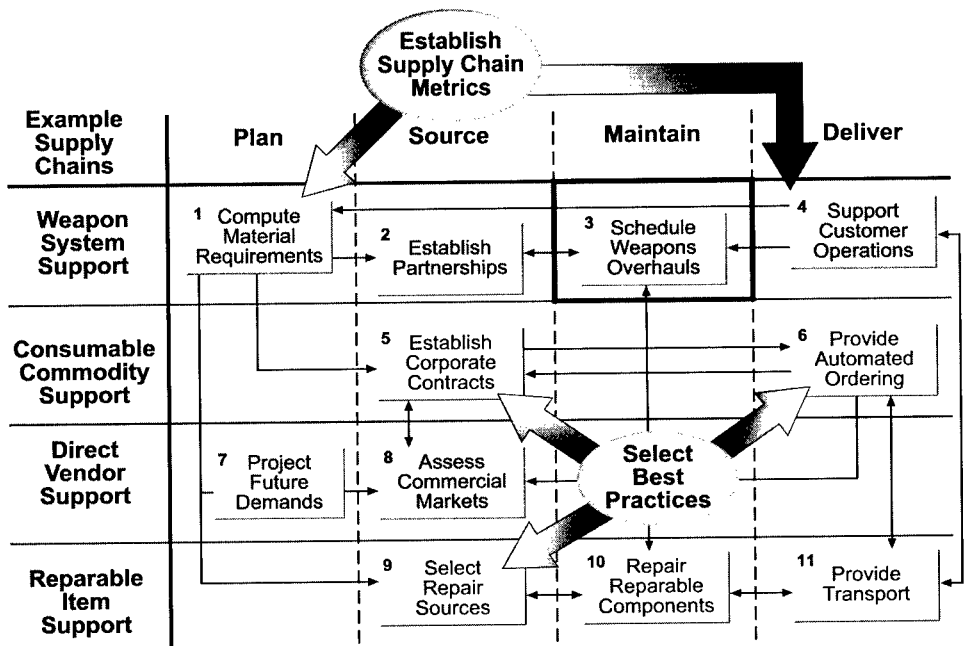 Establish
Supply Chain
Metrics
Example
Supply
Chains
Plan
Source
Maintain
Deliver
Weapon
System
Support
1 Compute
Material
Requirements
2 Establish
Partnerships
3 Schedule
Weapons
Overhauls
4 Support
Customer
Operations
Consumable
Commodity
Support
5 Establish
Corporate
Contracts
6 Provide
Automated
Ordering
Direct
Vendor
Support
7 Project
Future
Demands
8 Assess
Commercial
Markets
Select
Best
Practices
Reparable
Item
Support
9 Select
Repair
Sources
10 Repair
Reparable
Components
11 Provide
Transport